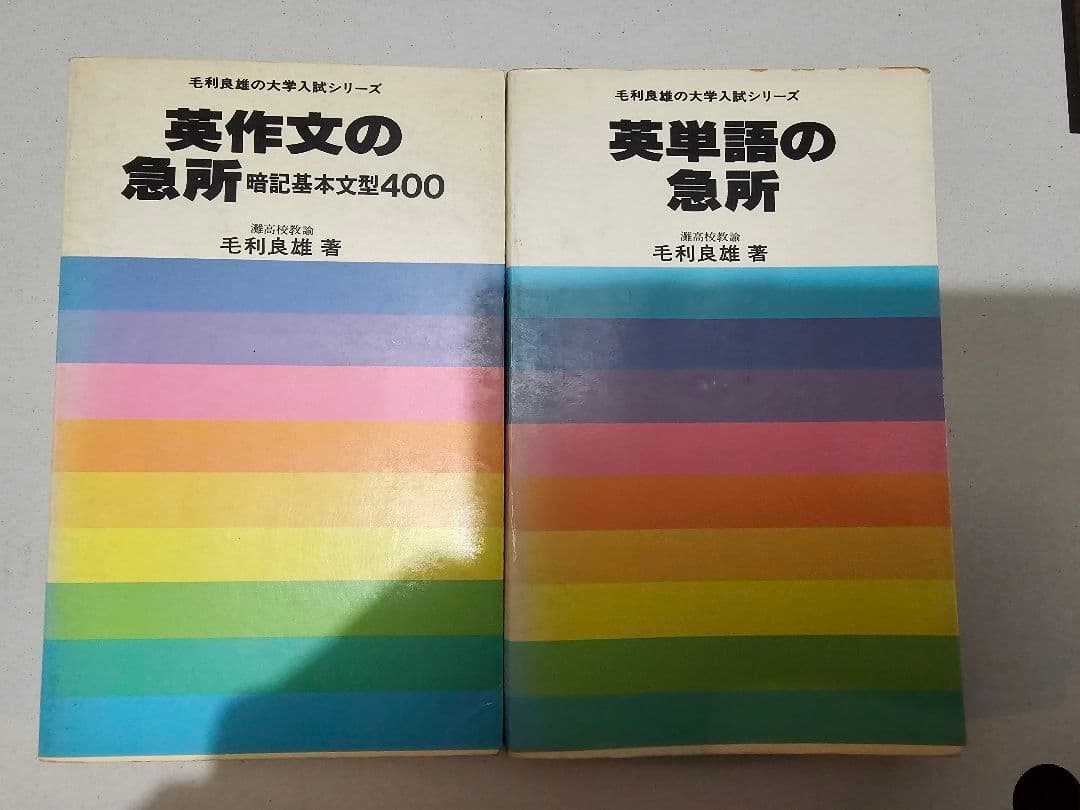 毛利良雄の大学入試シリーズ
英作文の
急所 暗記基本文型400
灘高校教諭
毛利良雄 著
毛利良雄の大学入試シリーズ
英単語の
急所
灘高校教諭
毛利良雄 著